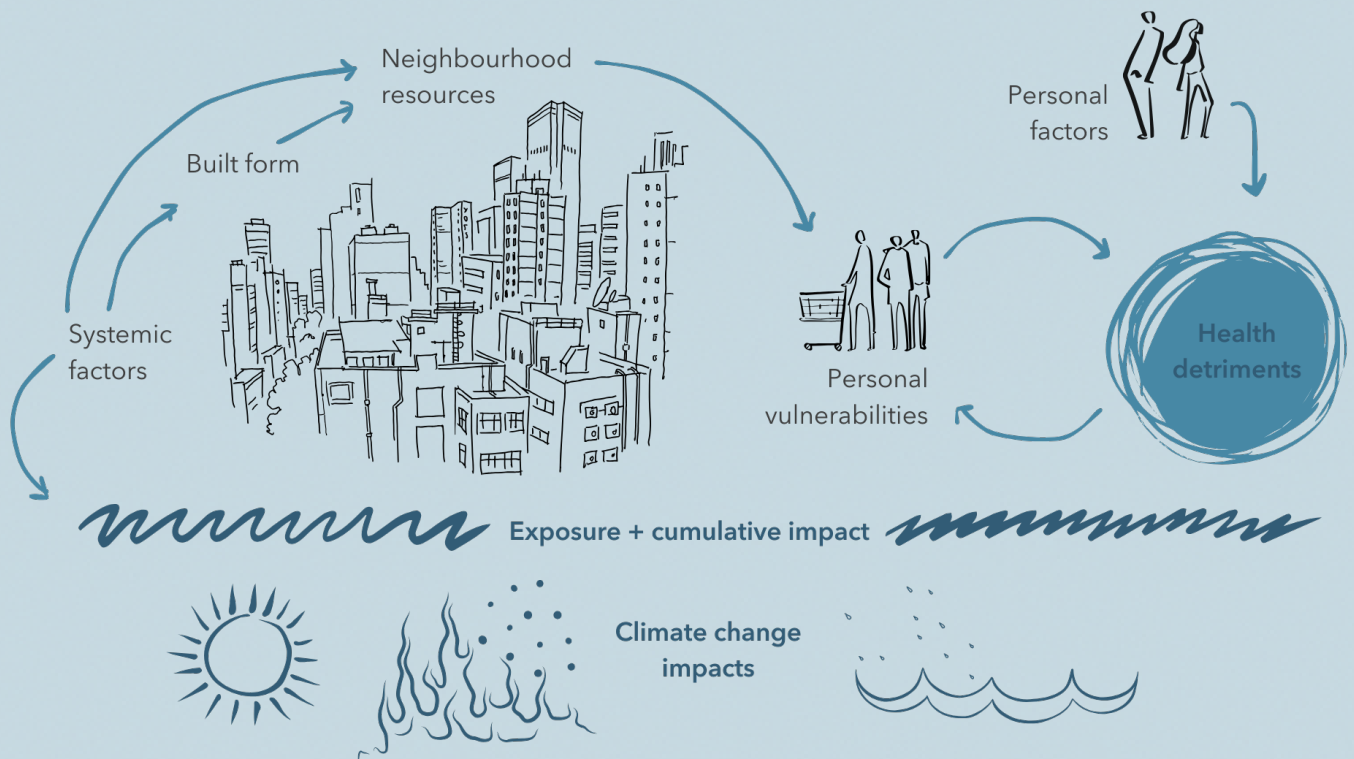 Neighbourhood
resources
Built form
Systemic
factors
Personal
factors
Personal
vulnerabilities
Health
detriments
Exposure + cumulative impact
Climate change
impacts